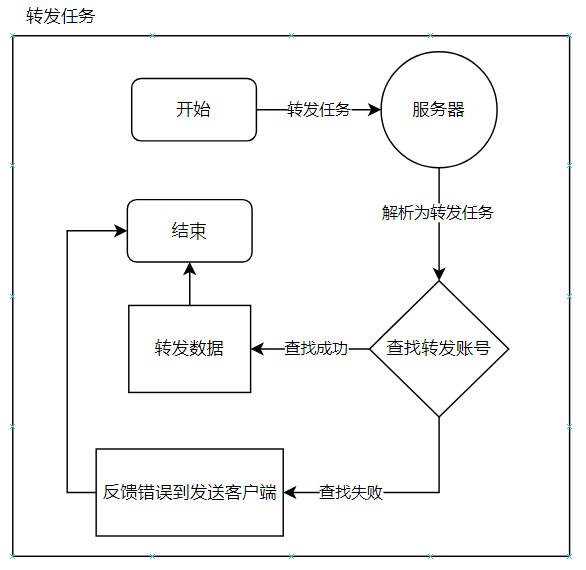 转发任务
开始
转发任务
服务器
解析为转发任务
结束
转发数据
查找成功
查找转发账号
反馈错误到发送客户端
查找失败